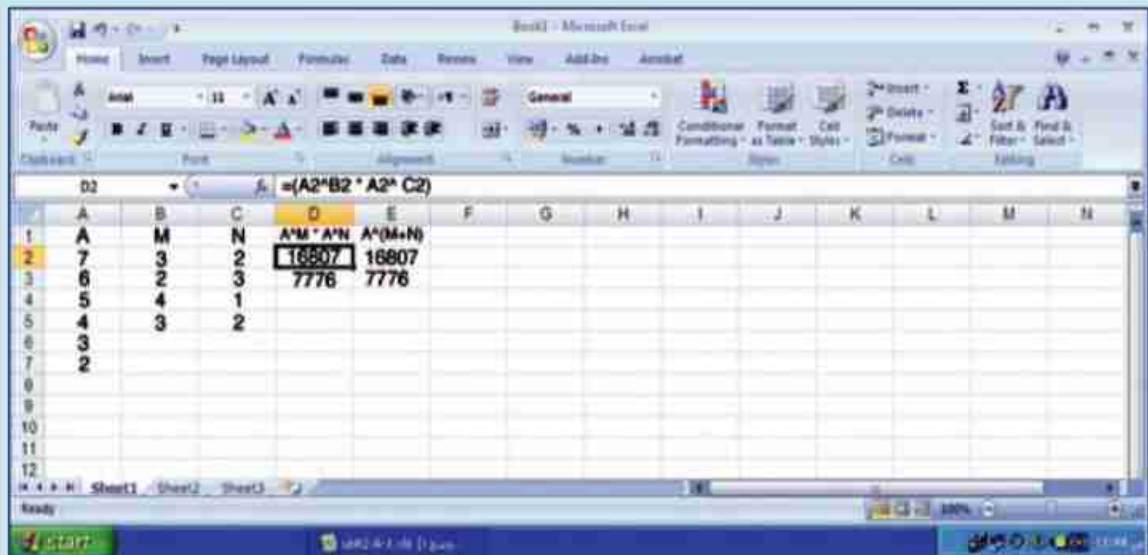 Book1 - Microsoft Excel
Home Insert Page Layout Formulas Data Review View Add-Ins Acrobat
Paste Arial 11 General Conditional Formatting Format as Table Cell Styles Insert Delete Format Sort & Filter Find & Select
Clipboard Font Alignment Number Styles Cells Editing
D2 fx =(A2^B2 * A2^ C2)
A B C D E F G H I J K L M N
1 A M N A^M * A^N A^(M+N)
2 7 3 2 16807 16807
3 6 2 3 7776 7776
4 5 4 1
5 4 3 2
6 3
7 2
8
9
10
11
12
Sheet1 Sheet2 Sheet3
Ready 100%
start